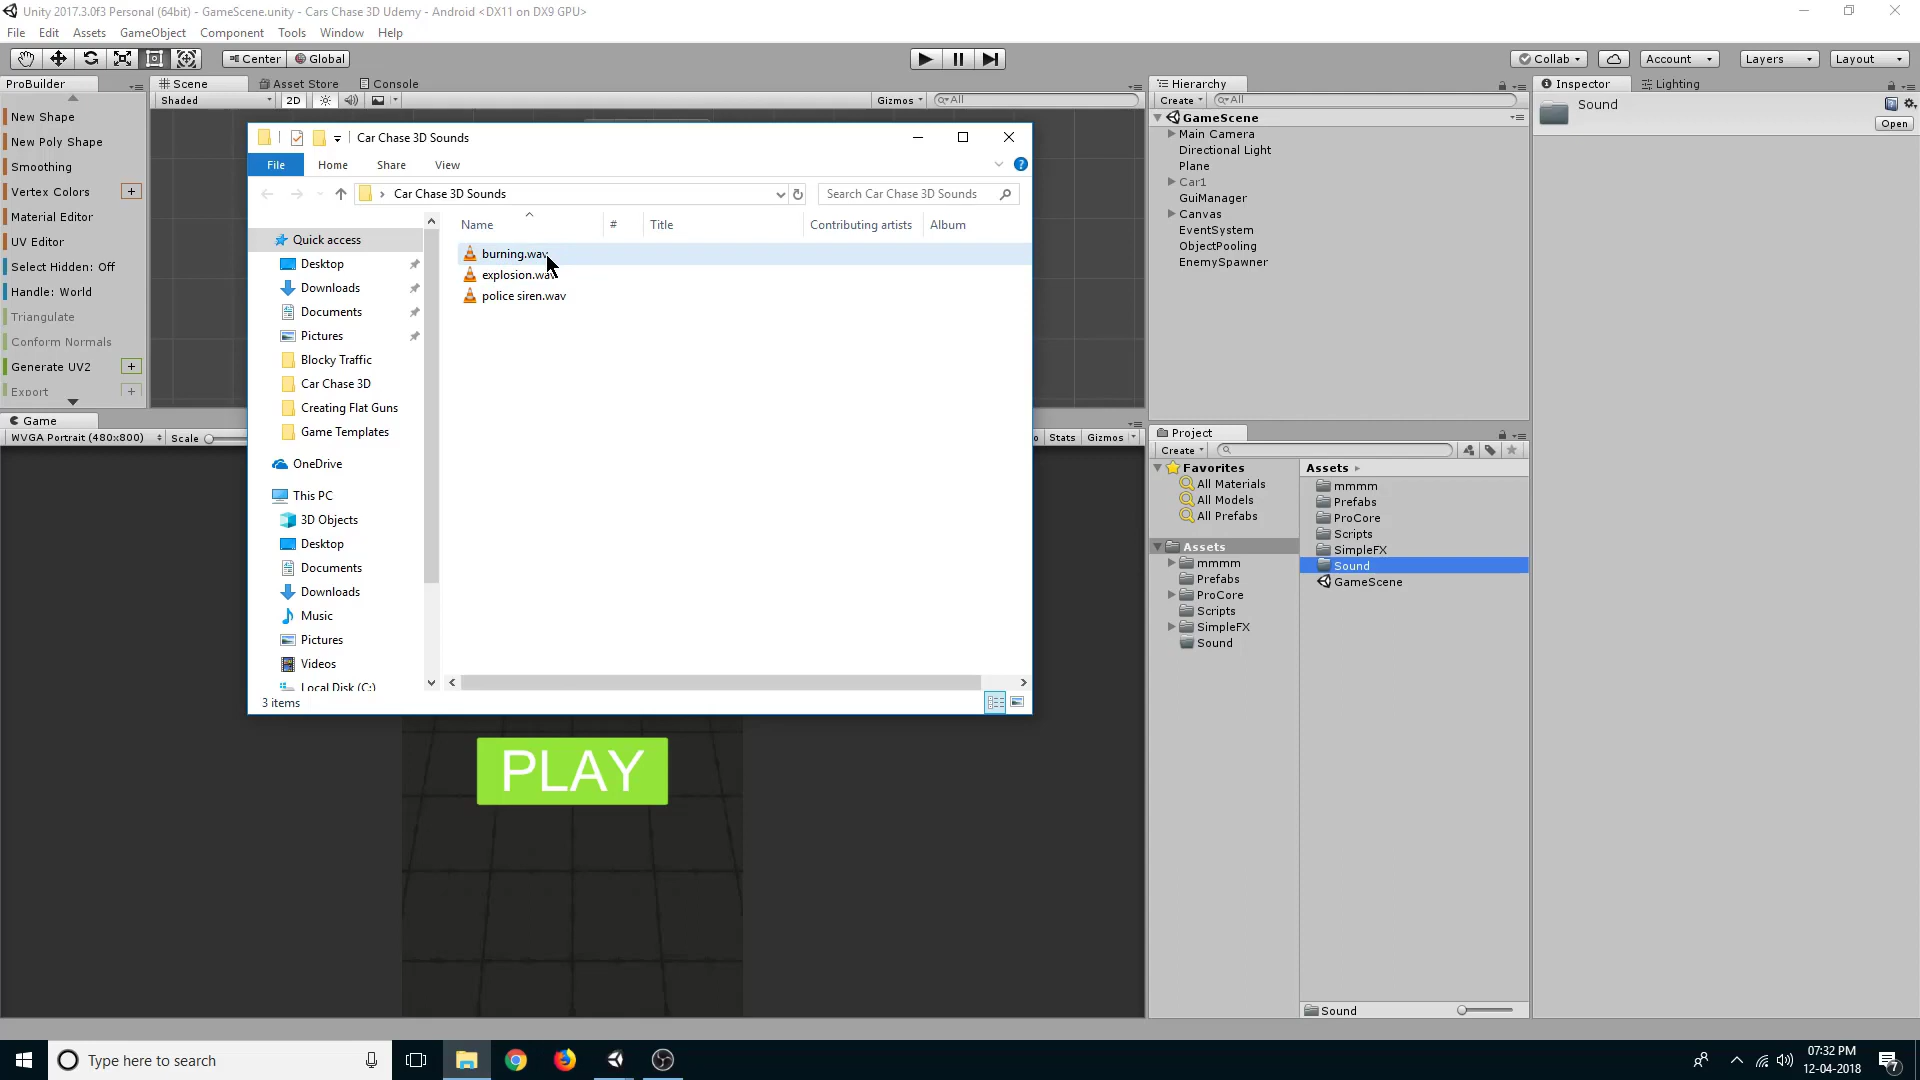 Unity 2017.3.0f3 Personal (64bit) - GameScene.unity - Cars Chase 3D Udemy - Android <DX11 on DX9 GPU>
File Edit Assets GameObject Component Tools Window Help
Center Global Collab Account Layers Layout
ProBuilder
New Shape
New Poly Shape
Smoothing
Vertex Colors +
Material Editor
UV Editor
Select Hidden: Off
Handle: World
Triangulate
Conform Normals
Generate UV2 +
Export +
Scene Asset Store Console
Shaded 2D Gizmos All
Car Chase 3D Sounds
File Home Share View
Car Chase 3D Sounds
Search Car Chase 3D Sounds
Quick access
Desktop
Downloads
Documents
Pictures
Blocky Traffic
Car Chase 3D
Creating Flat Guns
Game Templates
OneDrive
This PC
3D Objects
Desktop
Documents
Downloads
Music
Pictures
Videos
Local Disk (C:)
Name # Title Contributing artists Album
burning.wav
explosion.wav
police siren.wav
3 items
Game
WVGA Portrait (480x800) Scale
Stats Gizmos
PLAY
Hierarchy
Create All
GameScene
Main Camera
Directional Light
Plane
Car1
GuiManager
Canvas
EventSystem
ObjectPooling
EnemySpawner
Project
Create
Favorites
All Materials
All Models
All Prefabs
Assets
mmmm
Prefabs
ProCore
Scripts
SimpleFX
Sound
Assets
mmmm
Prefabs
ProCore
Scripts
SimpleFX
Sound
GameScene
Sound
Inspector Lighting
Sound
Open
Type here to search
07:32 PM
12-04-2018
7